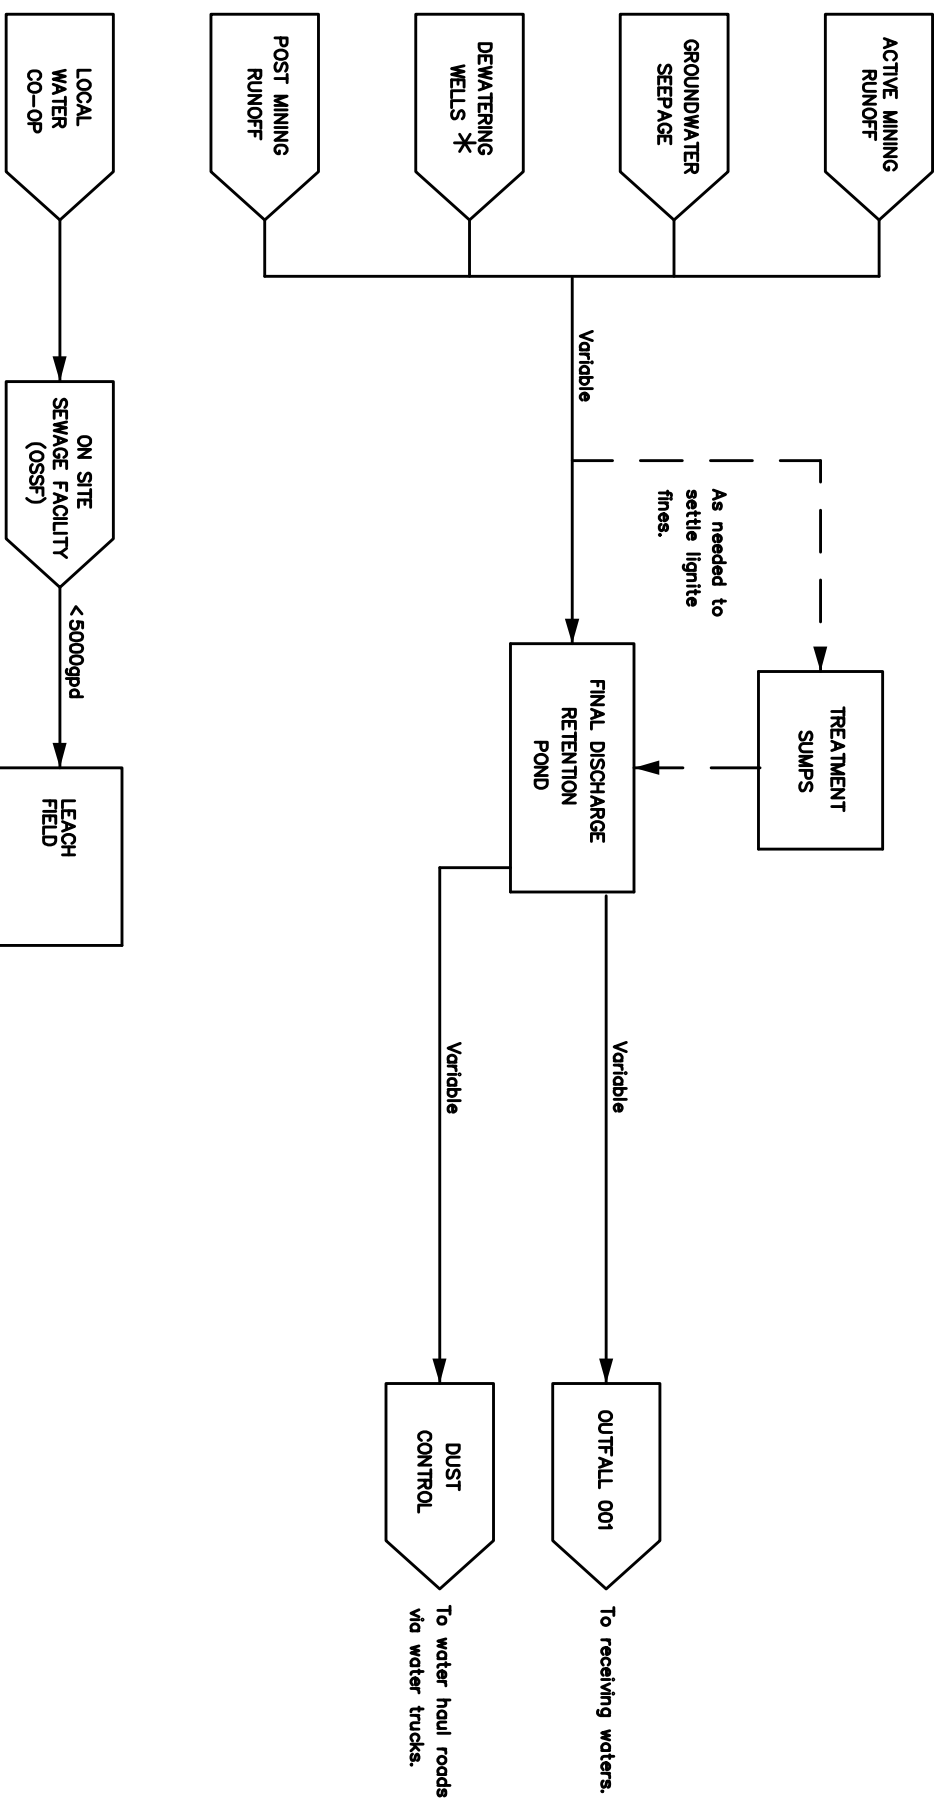 ACTIVE MINING
RUNOFF
GROUNDWATER
SEEPAGE
DEWATERING
WELLS *
POST MINING
RUNOFF
Variable
As needed to
settle lignite
fines.
TREATMENT
SUMPS
FINAL DISCHARGE
RETENTION
POND
Variable
OUTFALL 001
To receiving waters.
Variable
DUST
CONTROL
To water haul roads
via water trucks.
LOCAL
WATER
CO-OP
ON SITE
SEWAGE FACILITY
(OSSF)
<5000gpd
LEACH
FIELD